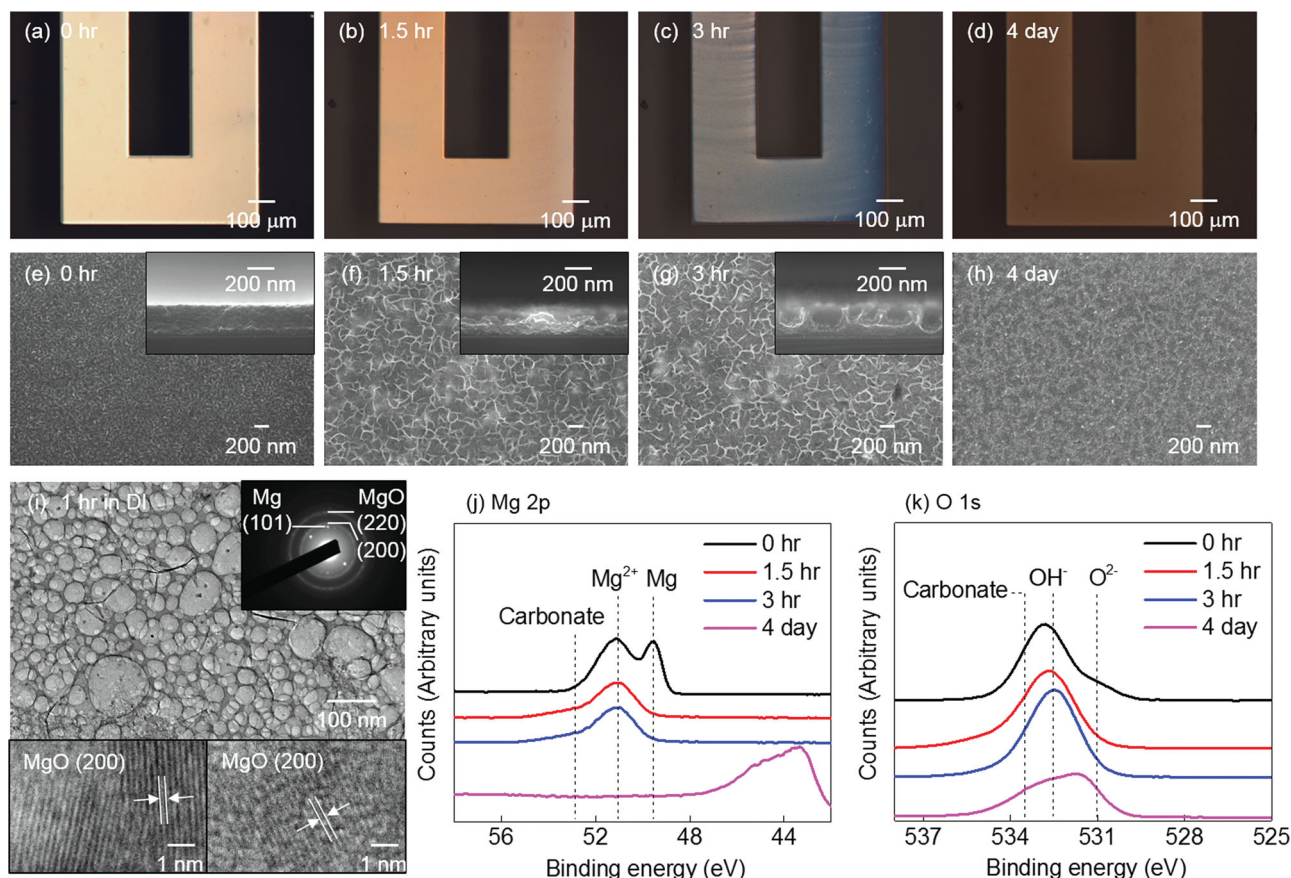 (a) 0 hr
100 μm
(b) 1.5 hr
100 μm
(c) 3 hr
100 μm
(d) 4 day
100 μm
(e) 0 hr
200 nm
200 nm
(f) 1.5 hr
200 nm
200 nm
(g) 3 hr
200 nm
200 nm
(h) 4 day
200 nm
(i) 1 hr in DI
Mg
(101)
MgO
(220)
(200)
100 nm
MgO (200)
1 nm
MgO (200)
1 nm
(j) Mg 2p
0 hr
1.5 hr
3 hr
4 day
Mg²⁺
Mg
Carbonate
Counts (Arbitrary units)
56
52
48
44
Binding energy (eV)
(k) O 1s
0 hr
1.5 hr
3 hr
4 day
Carbonate
OH⁻
O²⁻
Counts (Arbitrary units)
537
534
531
528
525
Binding energy (eV)